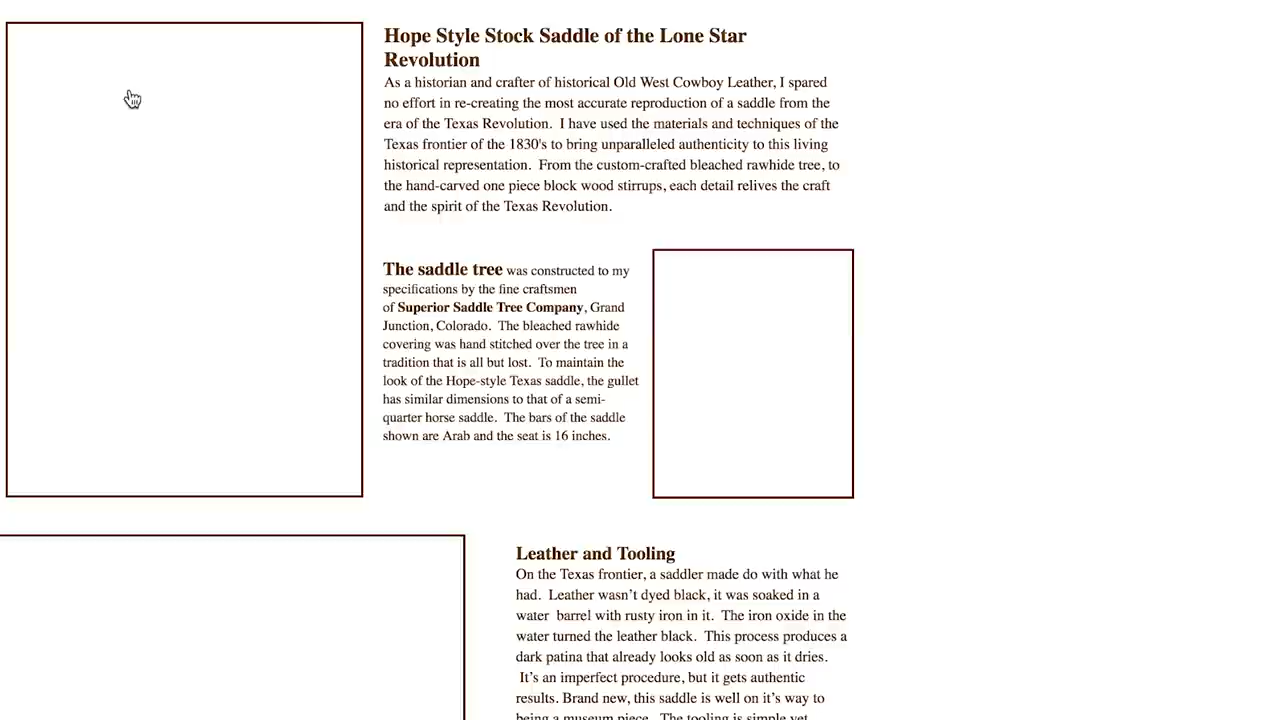 Hope Style Stock Saddle of the Lone Star
Revolution
As a historian and crafter of historical Old West Cowboy Leather, I spared
no effort in re-creating the most accurate reproduction of a saddle from the
era of the Texas Revolution.  I have used the materials and techniques of the
Texas frontier of the 1830's to bring unparalleled authenticity to this living
historical representation.  From the custom-crafted bleached rawhide tree, to
the hand-carved one piece block wood stirrups, each detail relives the craft
and the spirit of the Texas Revolution.
The saddle tree was constructed to my
specifications by the fine craftsmen
of Superior Saddle Tree Company, Grand
Junction, Colorado.  The bleached rawhide
covering was hand stitched over the tree in a
tradition that is all but lost.  To maintain the
look of the Hope-style Texas saddle, the gullet
has similar dimensions to that of a semi-
quarter horse saddle.  The bars of the saddle
shown are Arab and the seat is 16 inches.
Leather and Tooling
On the Texas frontier, a saddler made do with what he
had.  Leather wasn’t dyed black, it was soaked in a
water  barrel with rusty iron in it.  The iron oxide in the
water turned the leather black.  This process produces a
dark patina that already looks old as soon as it dries.
It’s an imperfect procedure, but it gets authentic
results. Brand new, this saddle is well on it’s way to
being a museum piece.  The tooling is simple yet